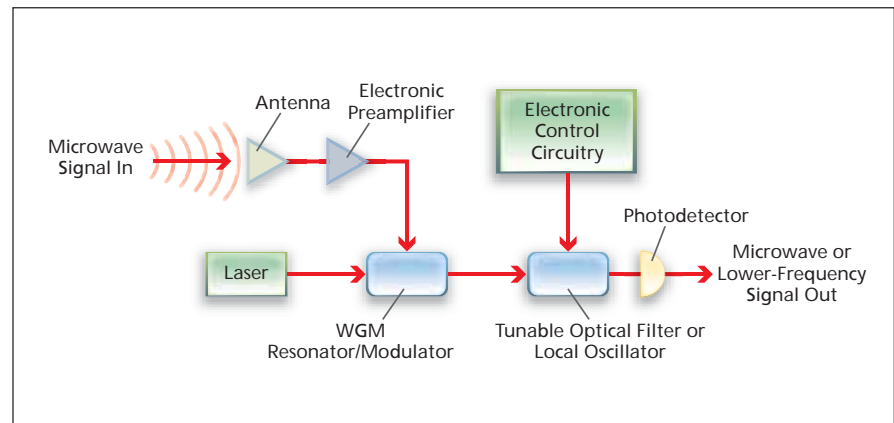 Microwave
Signal In
Antenna
Electronic
Preamplifier
Electronic
Control
Circuitry
Photodetector
Laser
WGM
Resonator/Modulator
Tunable Optical Filter or
Local Oscillator
Microwave or
Lower-Frequency
Signal Out